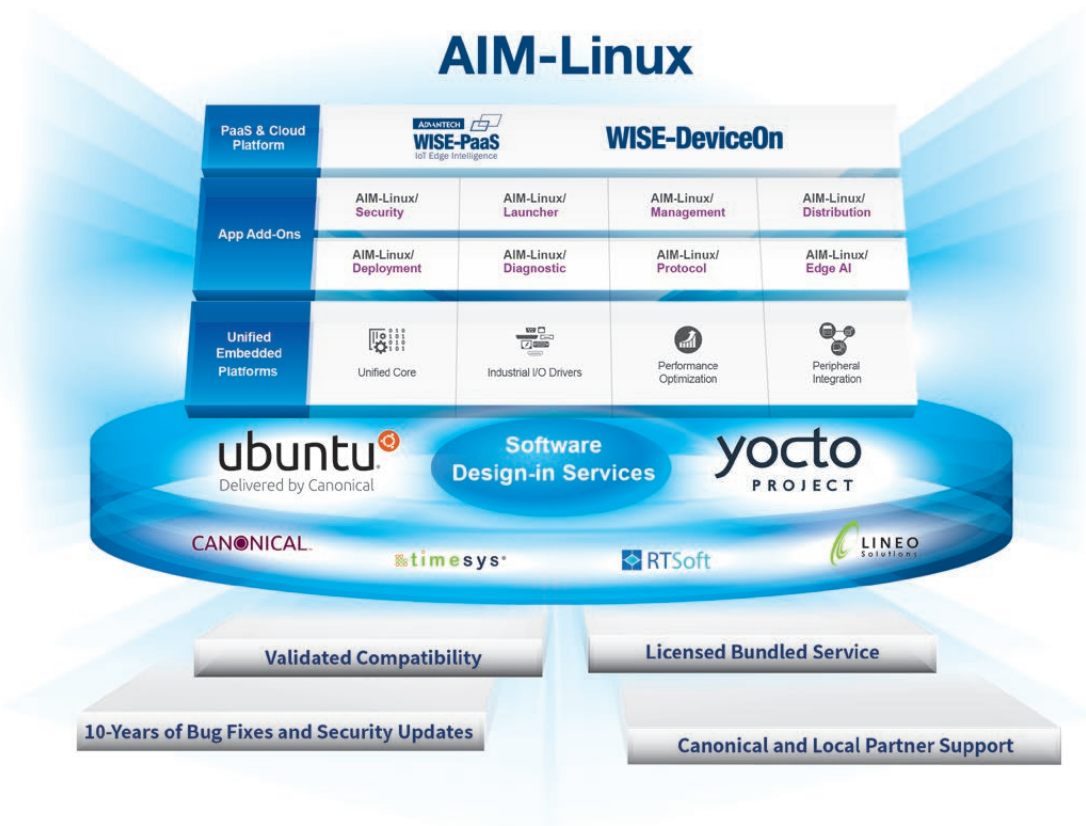 AIM-Linux
PaaS & Cloud
Platform
ADVANTECH
WISE-PaaS
IoT Edge Intelligence
WISE-DeviceOn
App Add-Ons
AIM-Linux/
Security
AIM-Linux/
Launcher
AIM-Linux/
Management
AIM-Linux/
Distribution
AIM-Linux/
Deployment
AIM-Linux/
Diagnostic
AIM-Linux/
Protocol
AIM-Linux/
Edge AI
Unified
Embedded
Platforms
010
101
0101
0101
Unified Core
Industrial I/O Drivers
Performance
Optimization
Peripheral
Integration
ubuntu
Delivered by Canonical
Software
Design-in Services
yocto
PROJECT
CANONICAL
timesys
RTSoft
LINEO
Solutions
Validated Compatibility
Licensed Bundled Service
10-Years of Bug Fixes and Security Updates
Canonical and Local Partner Support